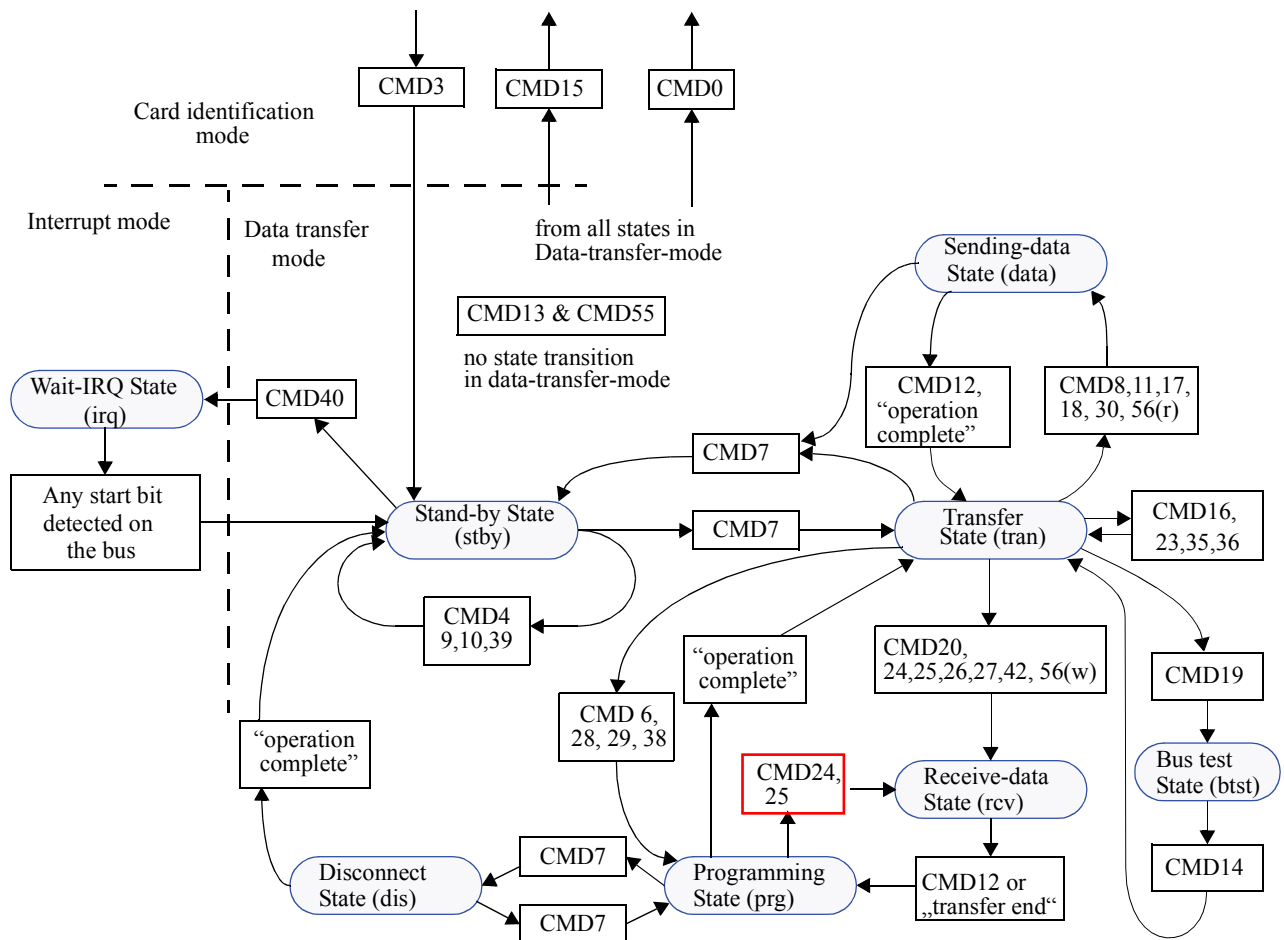 CMD3
CMD15
CMD0
Card identification
mode
Interrupt mode
Data transfer
mode
from all states in
Data-transfer-mode
Sending-data
State (data)
CMD13 & CMD55
no state transition
in data-transfer-mode
Wait-IRQ State
(irq)
CMD40
CMD12,
“operation
complete”
CMD8,11,17,
18, 30, 56(r)
CMD7
Any start bit
detected on
the bus
Stand-by State
(stby)
CMD7
Transfer
State (tran)
CMD16,
23,35,36
CMD4
9,10,39
“operation
complete”
CMD20,
24,25,26,27,42, 56(w)
CMD19
CMD 6,
28, 29, 38
“operation
complete”
CMD24,
25
Receive-data
State (rcv)
Bus test
State (btst)
CMD7
Disconnect
State (dis)
Programming
State (prg)
CMD12 or
„transfer end“
CMD14
CMD7